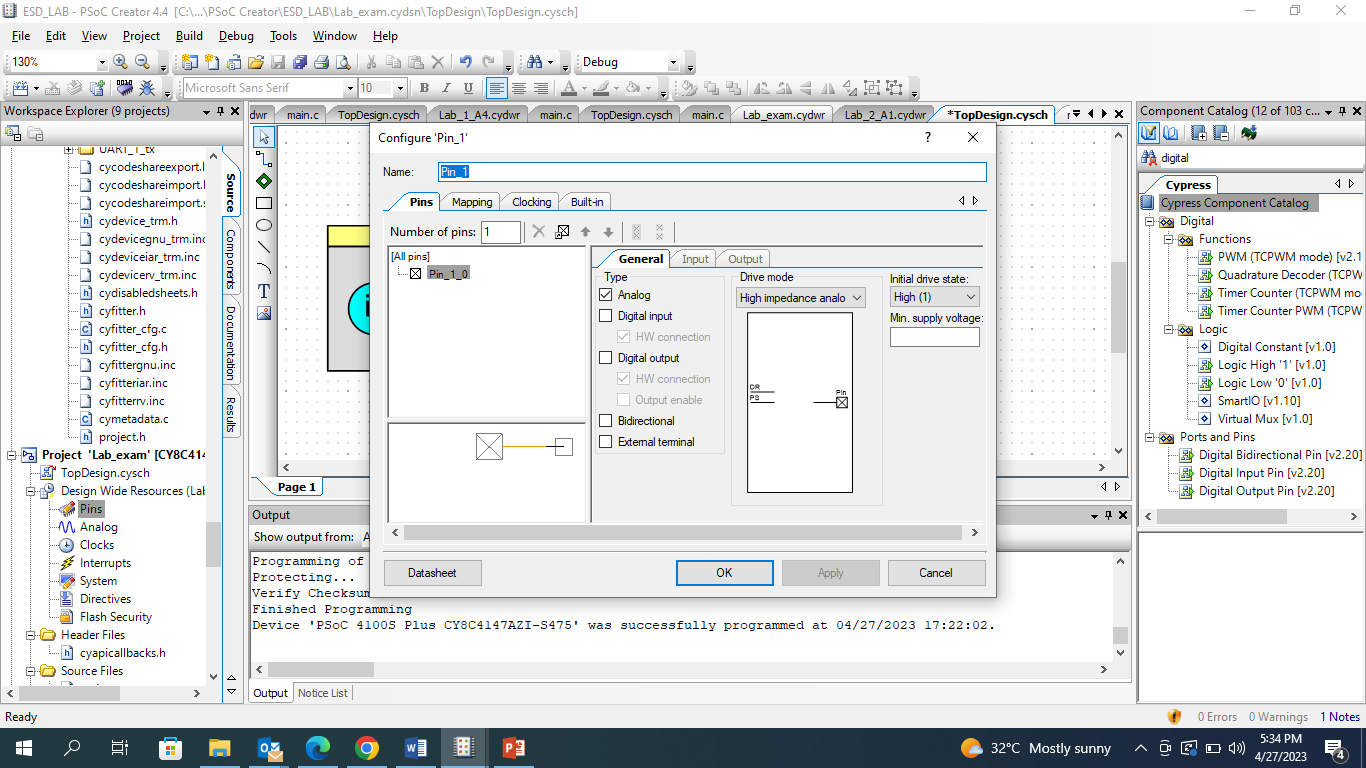 ESD_LAB - PSoC Creator 4.4 [C:\...\PSoC Creator\ESD_LAB\Lab_exam.cydsn\TopDesign\TopDesign.cysch]
File Edit View Project Build Debug Tools Window Help
130% Debug
Microsoft Sans Serif 10 B I U
Workspace Explorer (9 projects)
UART_1_tx
cycodeshareexport.l
cycodeshareimport.l
cycodeshareimport.
cydevice_trm.h
cydevicegnu_trm.inc
cydeviceiar_trm.inc
cydevicerv_trm.inc
cydisabledsheets.h
cyfitter.h
cyfitter_cfg.c
cyfitter_cfg.h
cyfittergnu.inc
cyfitteriar.inc
cyfitterrv.inc
cymetadata.c
project.h
Project 'Lab_exam' [CY8C414
TopDesign.cysch
Design Wide Resources (Lal
Pins
Analog
Clocks
Interrupts
System
Directives
Flash Security
Header Files
cyapicallbacks.h
Source Files
Source
Components
Documentation
Results
dwr main.c TopDesign.cysch Lab_1_A4.cydwr main.c TopDesign.cysch main.c Lab_exam.cydwr Lab_2_A1.cydwr *TopDesign.cysch
Configure 'Pin_1'
?
Name: Pin_1
Pins Mapping Clocking Built-in
Number of pins: 1
[All pins]
Pin_1_0
General Input Output
Type
Analog
Digital input
HW connection
Digital output
HW connection
Output enable
Bidirectional
External terminal
Drive mode
High impedance analo
DR
PS
Pin
Initial drive state:
High (1)
Min. supply voltage:
Datasheet OK Apply Cancel
Page 1
Output
Show output from: A
Programming of
Protecting...
Verify Checksum
Finished Programming
Device 'PSoC 4100S Plus CY8C4147AZI-S475' was successfully programmed at 04/27/2023 17:22:02.
Output Notice List
Component Catalog (12 of 103 c...
digital
Cypress
Cypress Component Catalog
Digital
Functions
PWM (TCPWM mode) [v2.1
Quadrature Decoder (TCPW
Timer Counter (TCPWM mo
Timer Counter PWM (TCPW
Logic
Digital Constant [v1.0]
Logic High '1' [v1.0]
Logic Low '0' [v1.0]
SmartIO [v1.10]
Virtual Mux [v1.0]
Ports and Pins
Digital Bidirectional Pin [v2.20]
Digital Input Pin [v2.20]
Digital Output Pin [v2.20]
Ready
0 Errors 0 Warnings 1 Notes
32°C Mostly sunny
5:34 PM
4/27/2023
4